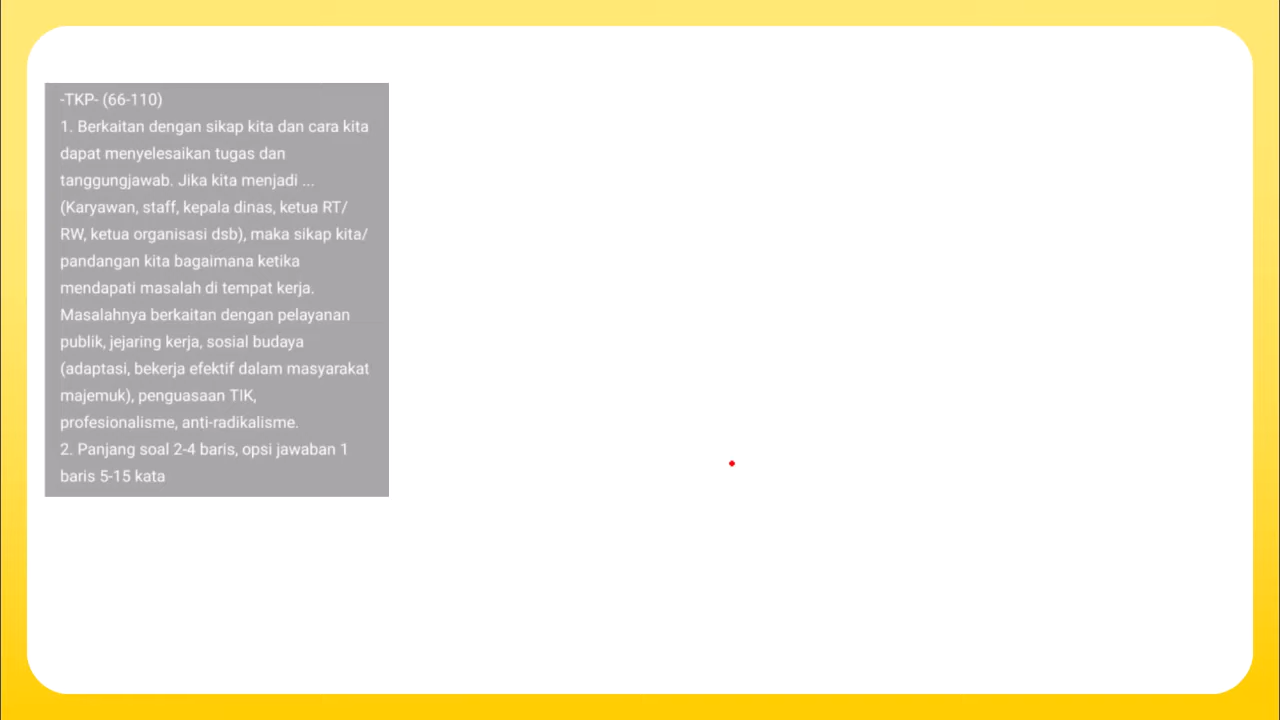 -TKP- (66-110)
1. Berkaitan dengan sikap kita dan cara kita
dapat menyelesaikan tugas dan
tanggungjawab. Jika kita menjadi ...
(Karyawan, staff, kepala dinas, ketua RT/
RW, ketua organisasi dsb), maka sikap kita/
pandangan kita bagaimana ketika
mendapati masalah di tempat kerja.
Masalahnya berkaitan dengan pelayanan
publik, jejaring kerja, sosial budaya
(adaptasi, bekerja efektif dalam masyarakat
majemuk), penguasaan TIK,
profesionalisme, anti-radikalisme.
2. Panjang soal 2-4 baris, opsi jawaban 1
baris 5-15 kata